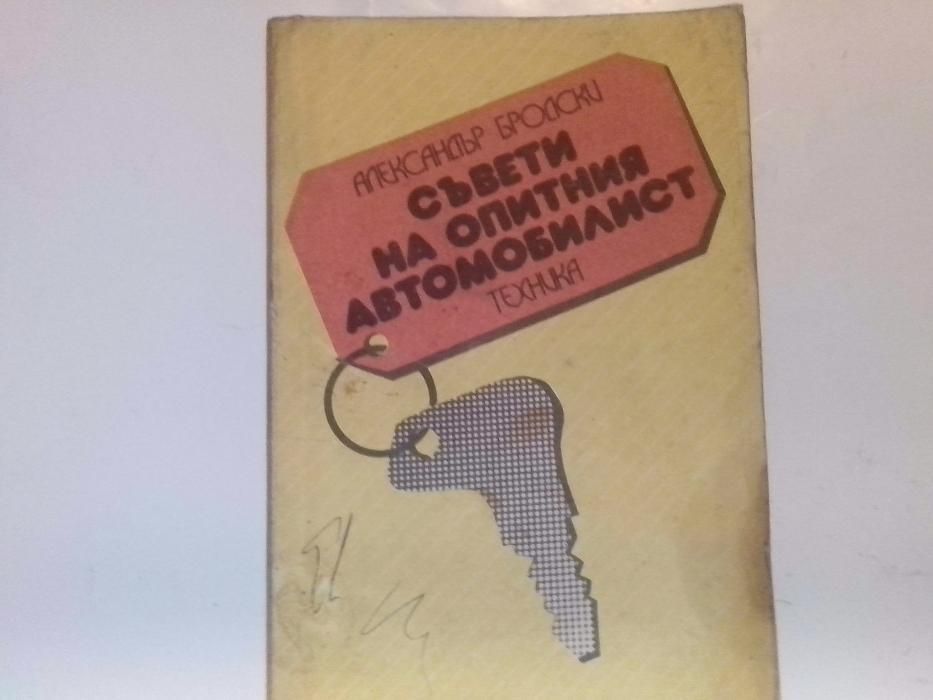 АЛЕКСАНДЪР БРОДСКИ
СЪВЕТИ
НА ОПИТНИЯ
АВТОМОБИЛИСТ
ТЕХНИКА